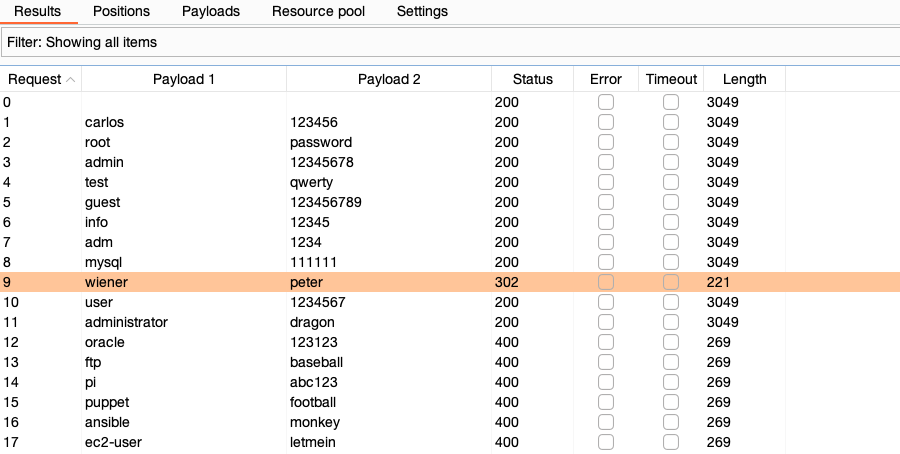 Results Positions Payloads Resource pool Settings
Filter: Showing all items
Request Payload 1 Payload 2 Status Error Timeout Length
0 200 3049
1 carlos 123456 200 3049
2 root password 200 3049
3 admin 12345678 200 3049
4 test qwerty 200 3049
5 guest 123456789 200 3049
6 info 12345 200 3049
7 adm 1234 200 3049
8 mysql 111111 200 3049
9 wiener peter 302 221
10 user 1234567 200 3049
11 administrator dragon 200 3049
12 oracle 123123 400 269
13 ftp baseball 400 269
14 pi abc123 400 269
15 puppet football 400 269
16 ansible monkey 400 269
17 ec2-user letmein 400 269